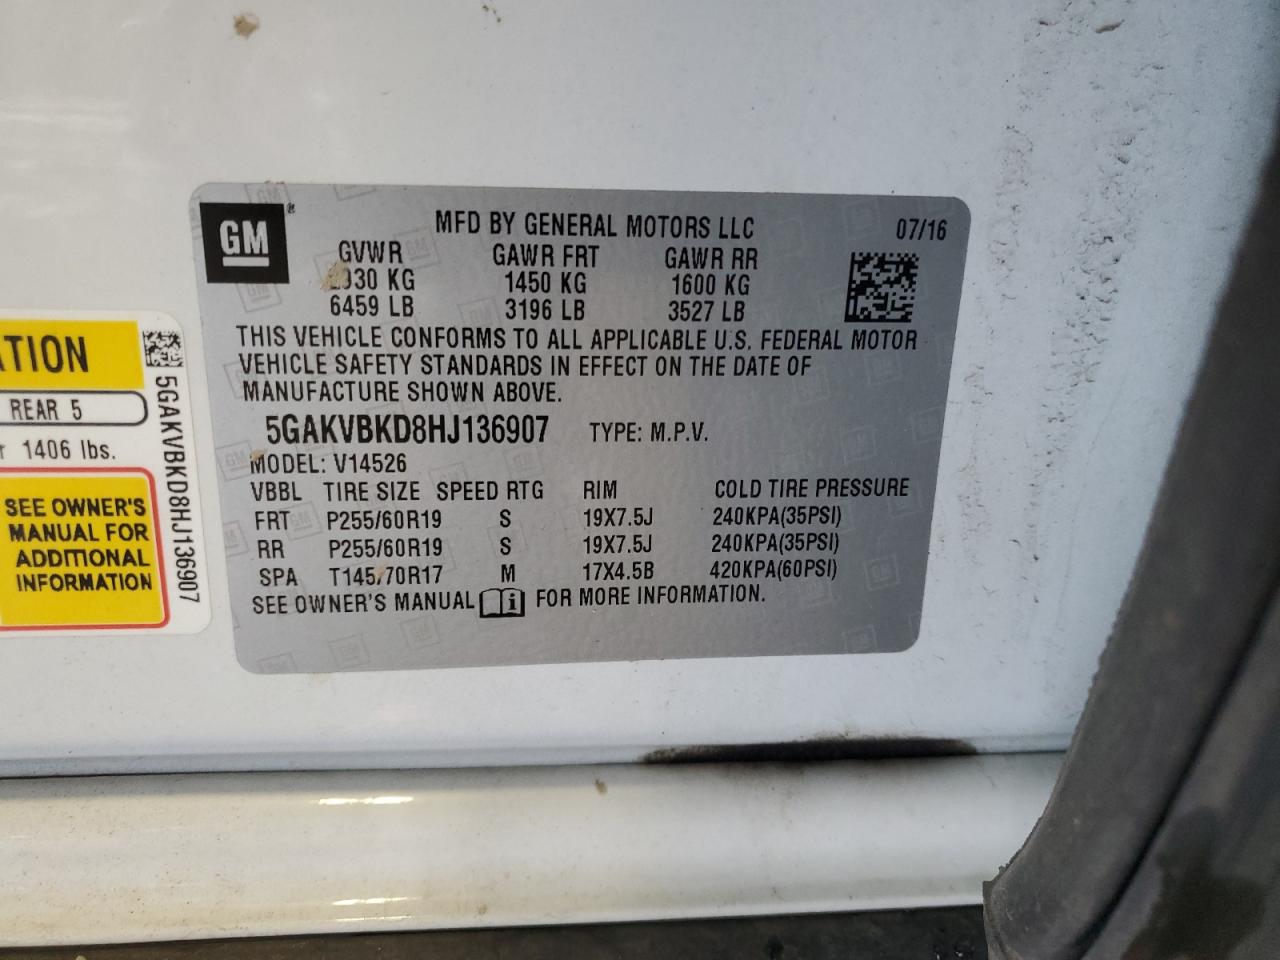 GM
MFD BY GENERAL MOTORS LLC 07/16
GVWR GAWR FRT GAWR RR
KG 1450 KG 1600 KG
6459 LB 3196 LB 3527 LB
THIS VEHICLE CONFORMS TO ALL APPLICABLE U.S. FEDERAL MOTOR
VEHICLE SAFETY STANDARDS IN EFFECT ON THE DATE OF
MANUFACTURE SHOWN ABOVE.
5GAKVBKD8HJ136907 TYPE: M.P.V.
MODEL: V14526
VBBL TIRE SIZE SPEED RTG RIM COLD TIRE PRESSURE
FRT P255/60R19 S 19X7.5J 240KPA(35PSI)
RR P255/60R19 S 19X7.5J 240KPA(35PSI)
SPA T145/70R17 M 17X4.5B 420KPA(60PSI)
SEE OWNER'S MANUAL FOR MORE INFORMATION.
REAR 5
1406 lbs.
SEE OWNER'S
MANUAL FOR
ADDITIONAL
INFORMATION
5GAKVBKD8HJ136907